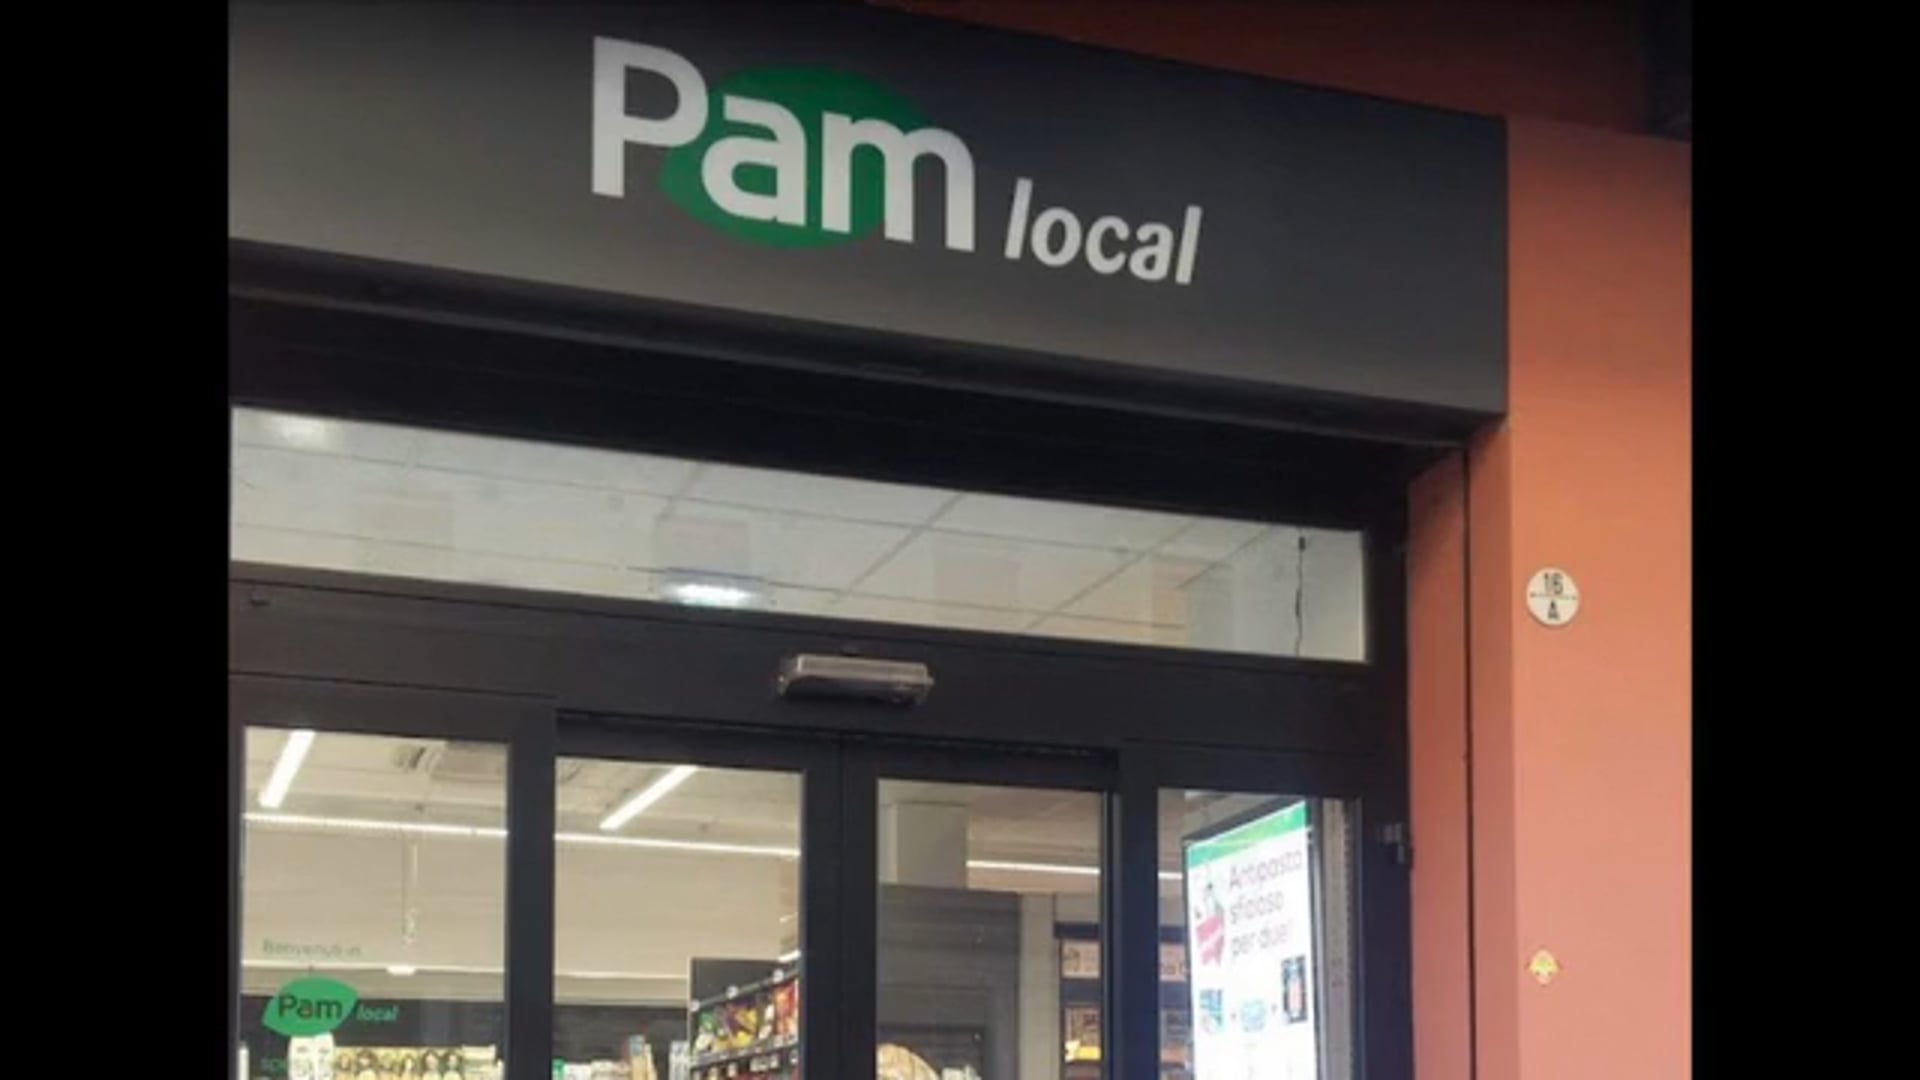 Pam local
16
A
Antipasto
sfizioso
per due!
Benvenuti in
Pam local